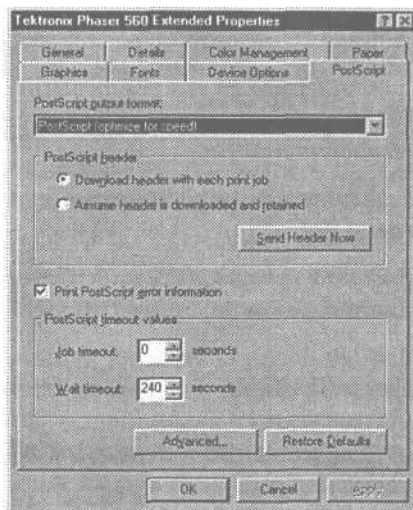 Tektronix Phaser 560 Extended Properties
General Details Color Management Paper
Graphics Fonts Device Options PostScript
PostScript output format:
PostScript (optimize for speed)
PostScript header
Download header with each print job
Assume header is downloaded and retained
Send Header Now
Print PostScript error information
PostScript timeout values
Job timeout: 0 seconds
Wait timeout: 240 seconds
Advanced... Restore Defaults
OK Cancel Apply